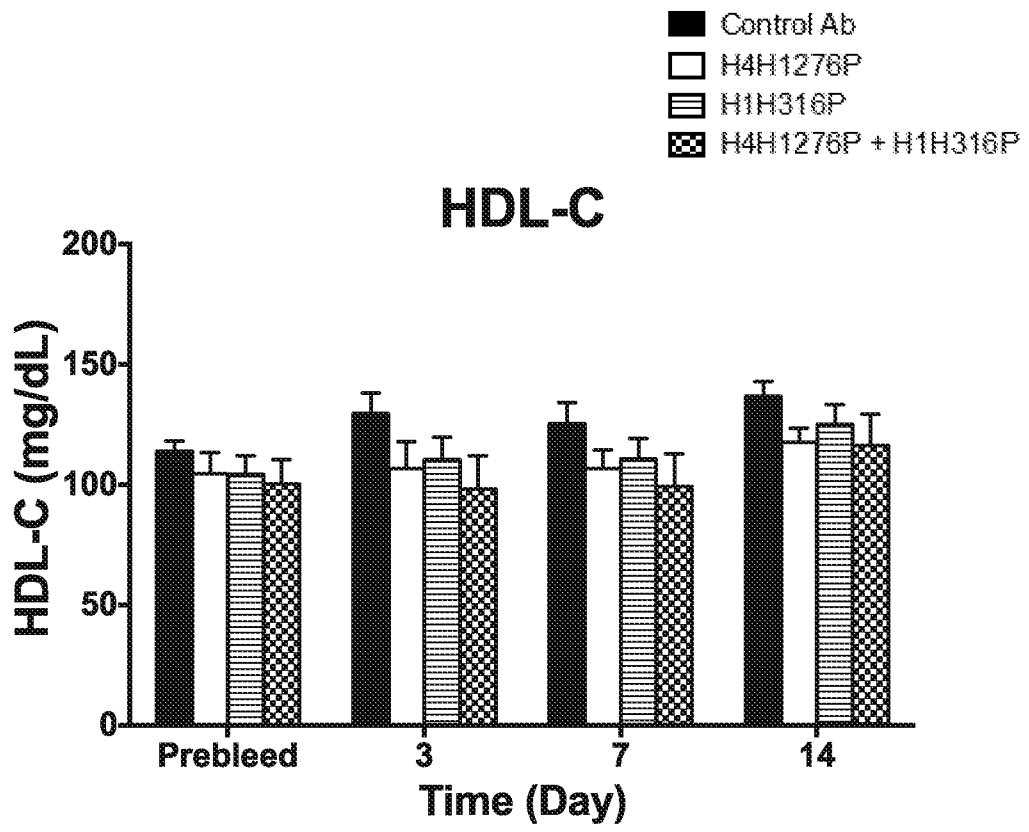 Control Ab
H4H1276P
H1H316P
H4H1276P + H1H316P
HDL-C
200
150
100
50
0
HDL-C (mg/dL)
Prebleed 3 7 14
Time (Day)